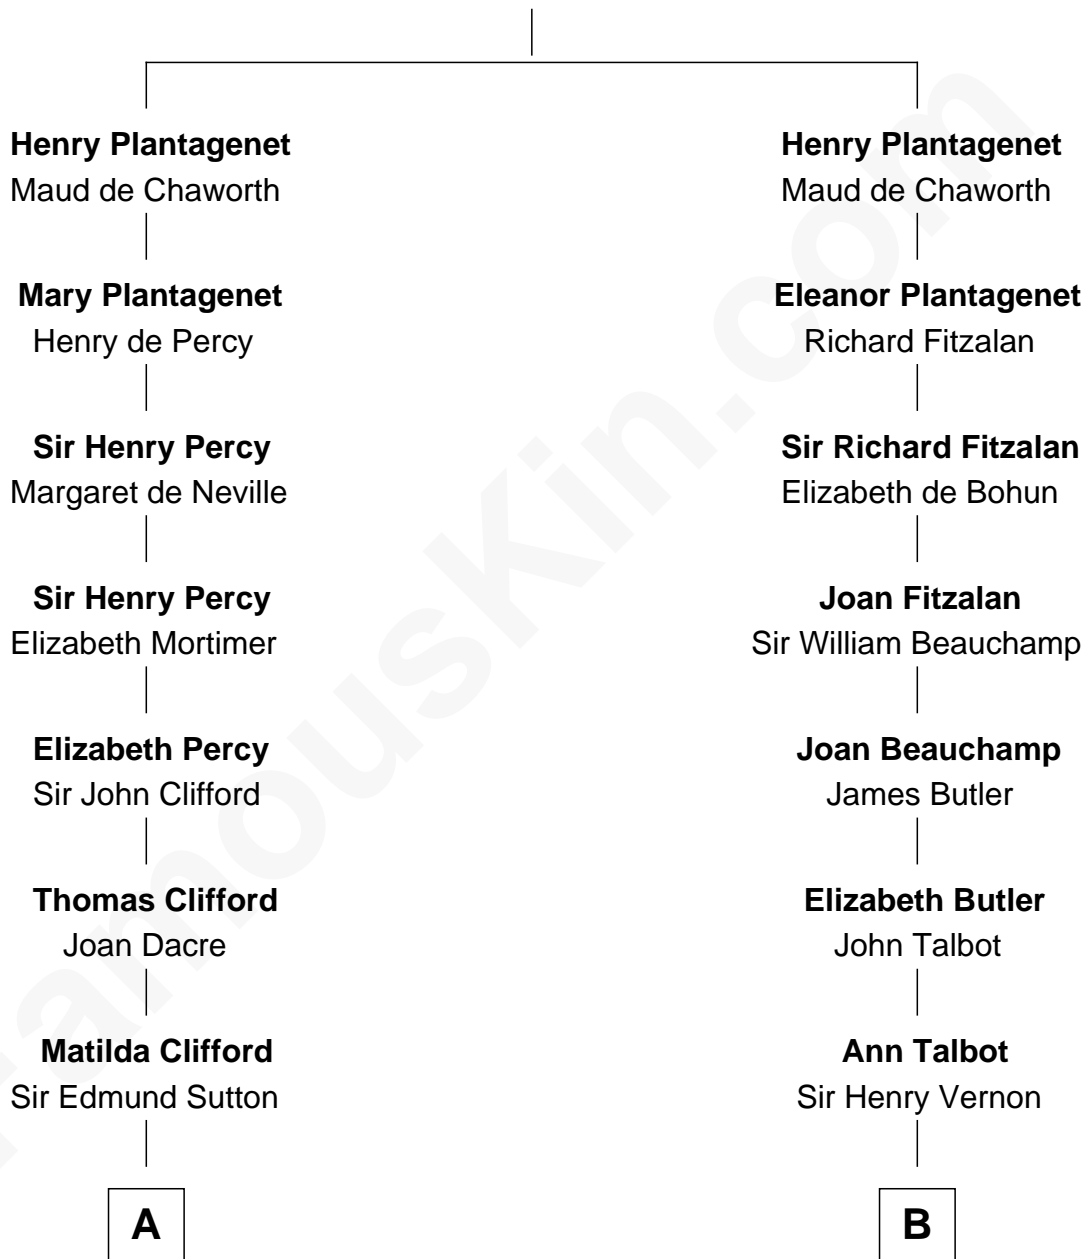 Henry Plantagenet
Maud de Chaworth
Mary Plantagenet
Henry de Percy
Sir Henry Percy
Margaret de Neville
Sir Henry Percy
Elizabeth Mortimer
Elizabeth Percy
Sir John Clifford
Thomas Clifford
Joan Dacre
Matilda Clifford
Sir Edmund Sutton
A
Henry Plantagenet
Maud de Chaworth
Eleanor Plantagenet
Richard Fitzalan
Sir Richard Fitzalan
Elizabeth de Bohun
Joan Fitzalan
Sir William Beauchamp
Joan Beauchamp
James Butler
Elizabeth Butler
John Talbot
Ann Talbot
Sir Henry Vernon
B
FamousKin.com